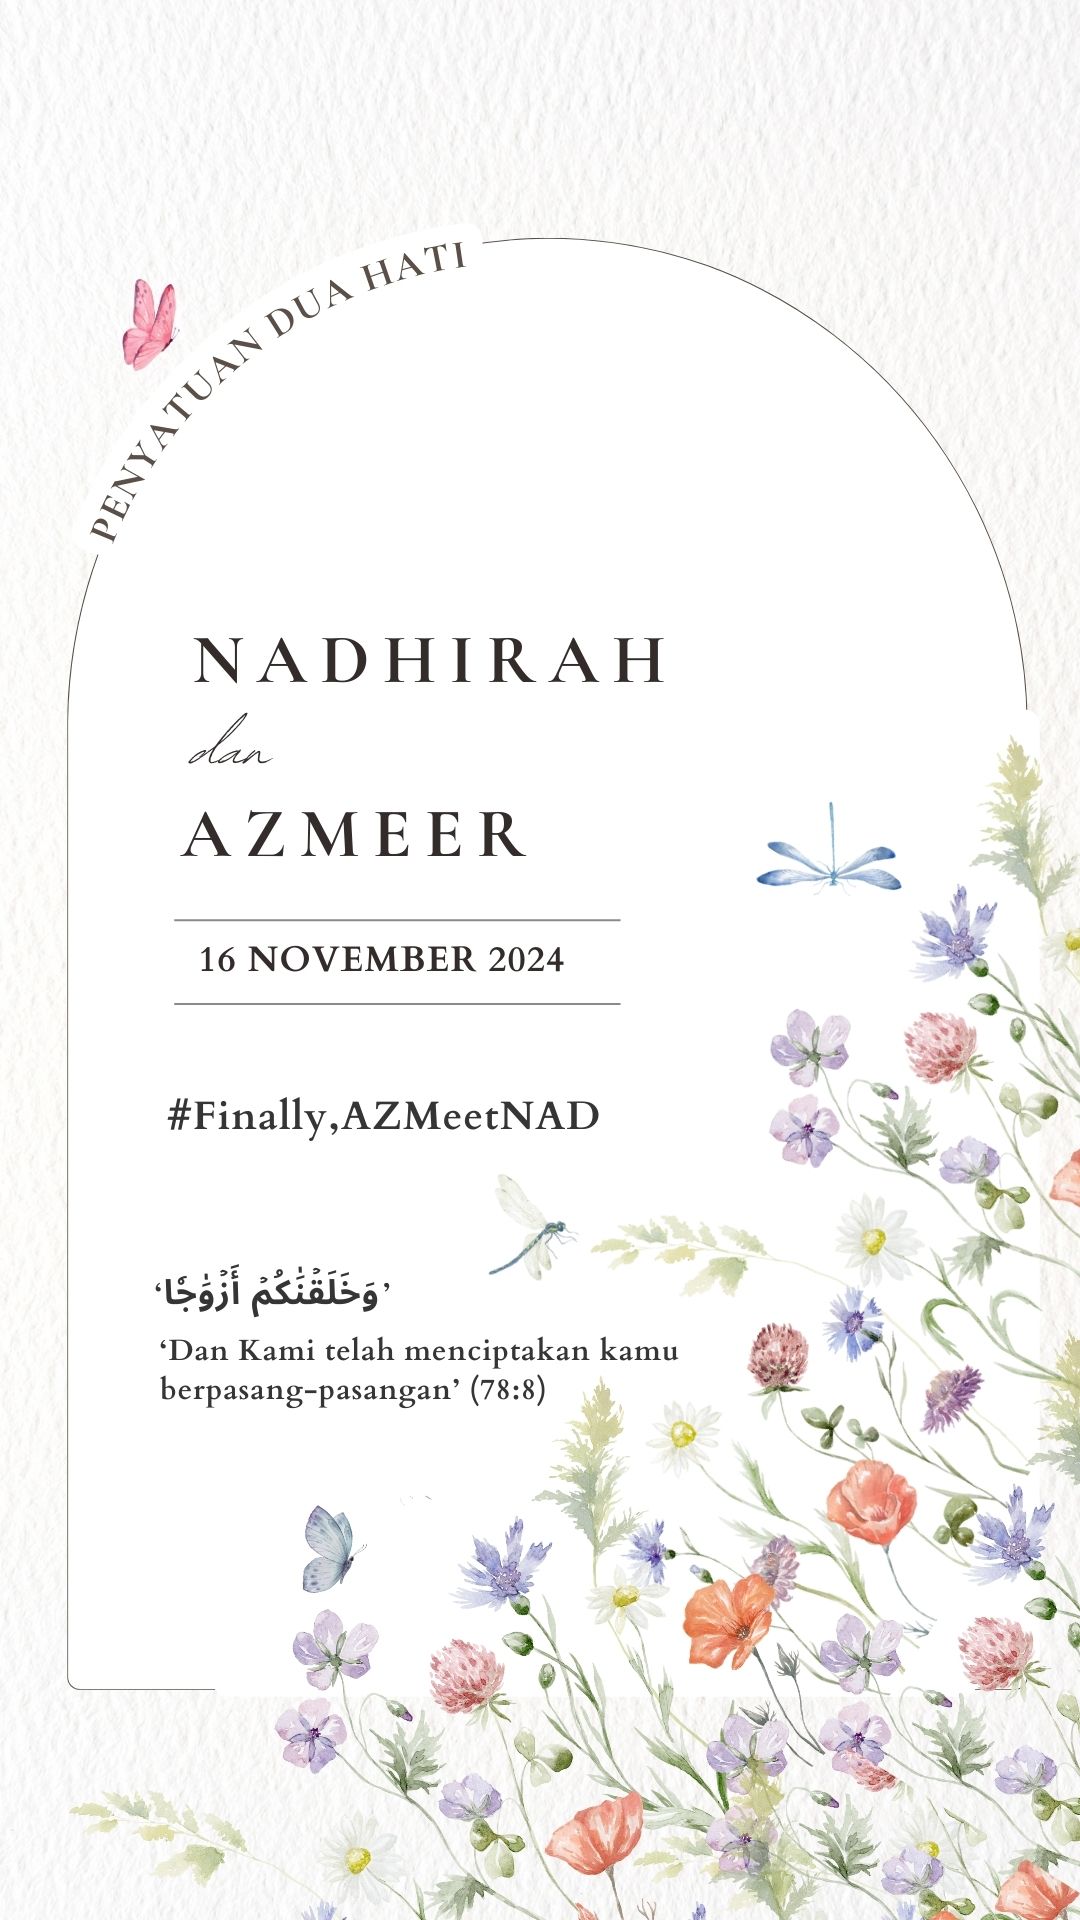 PENYATUAN DUA HATI
NADHIRAH
dan
AZMEER
16 NOVEMBER 2024
#Finally,AZMeetNAD
‘وَخَلَقۡنَٰكُمۡ أَزۡوَٰجٗا’
‘Dan Kami telah menciptakan kamu
berpasang-pasangan’ (78:8)